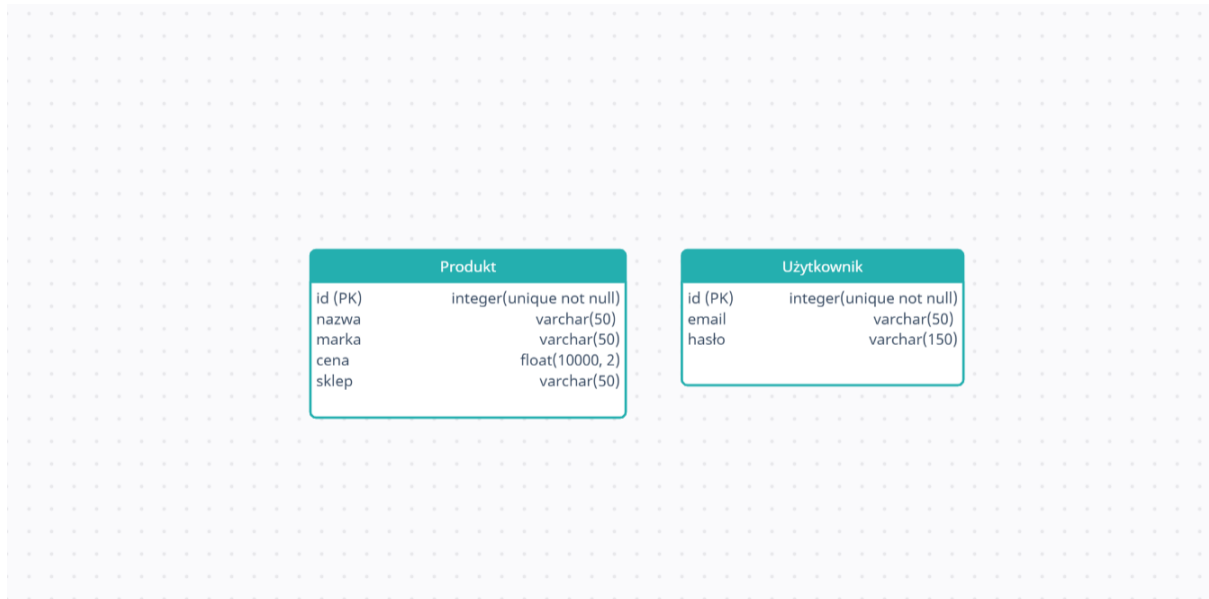 Produkt
id (PK) integer(unique not null)
nazwa varchar(50)
marka varchar(50)
cena float(10000, 2)
sklep varchar(50)
Użytkownik
id (PK) integer(unique not null)
email varchar(50)
hasło varchar(150)